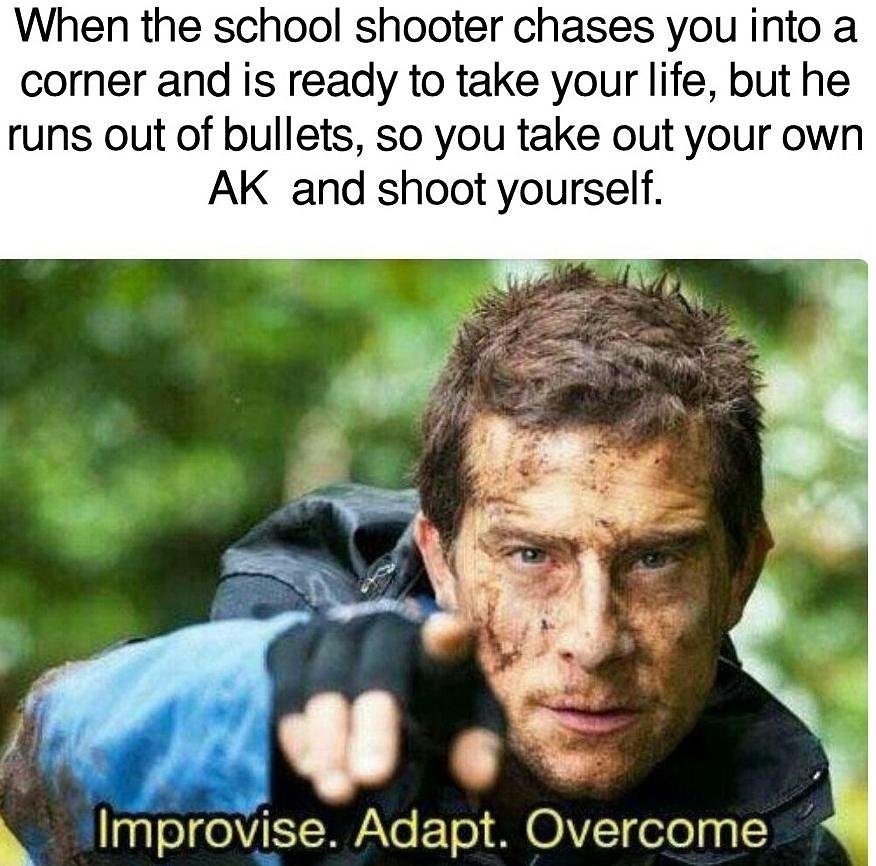 When the school shooter chases you into a
corner and is ready to take your life, but he
runs out of bullets, so you take out your own
AK and shoot yourself.
Improvise. Adapt. Overcome